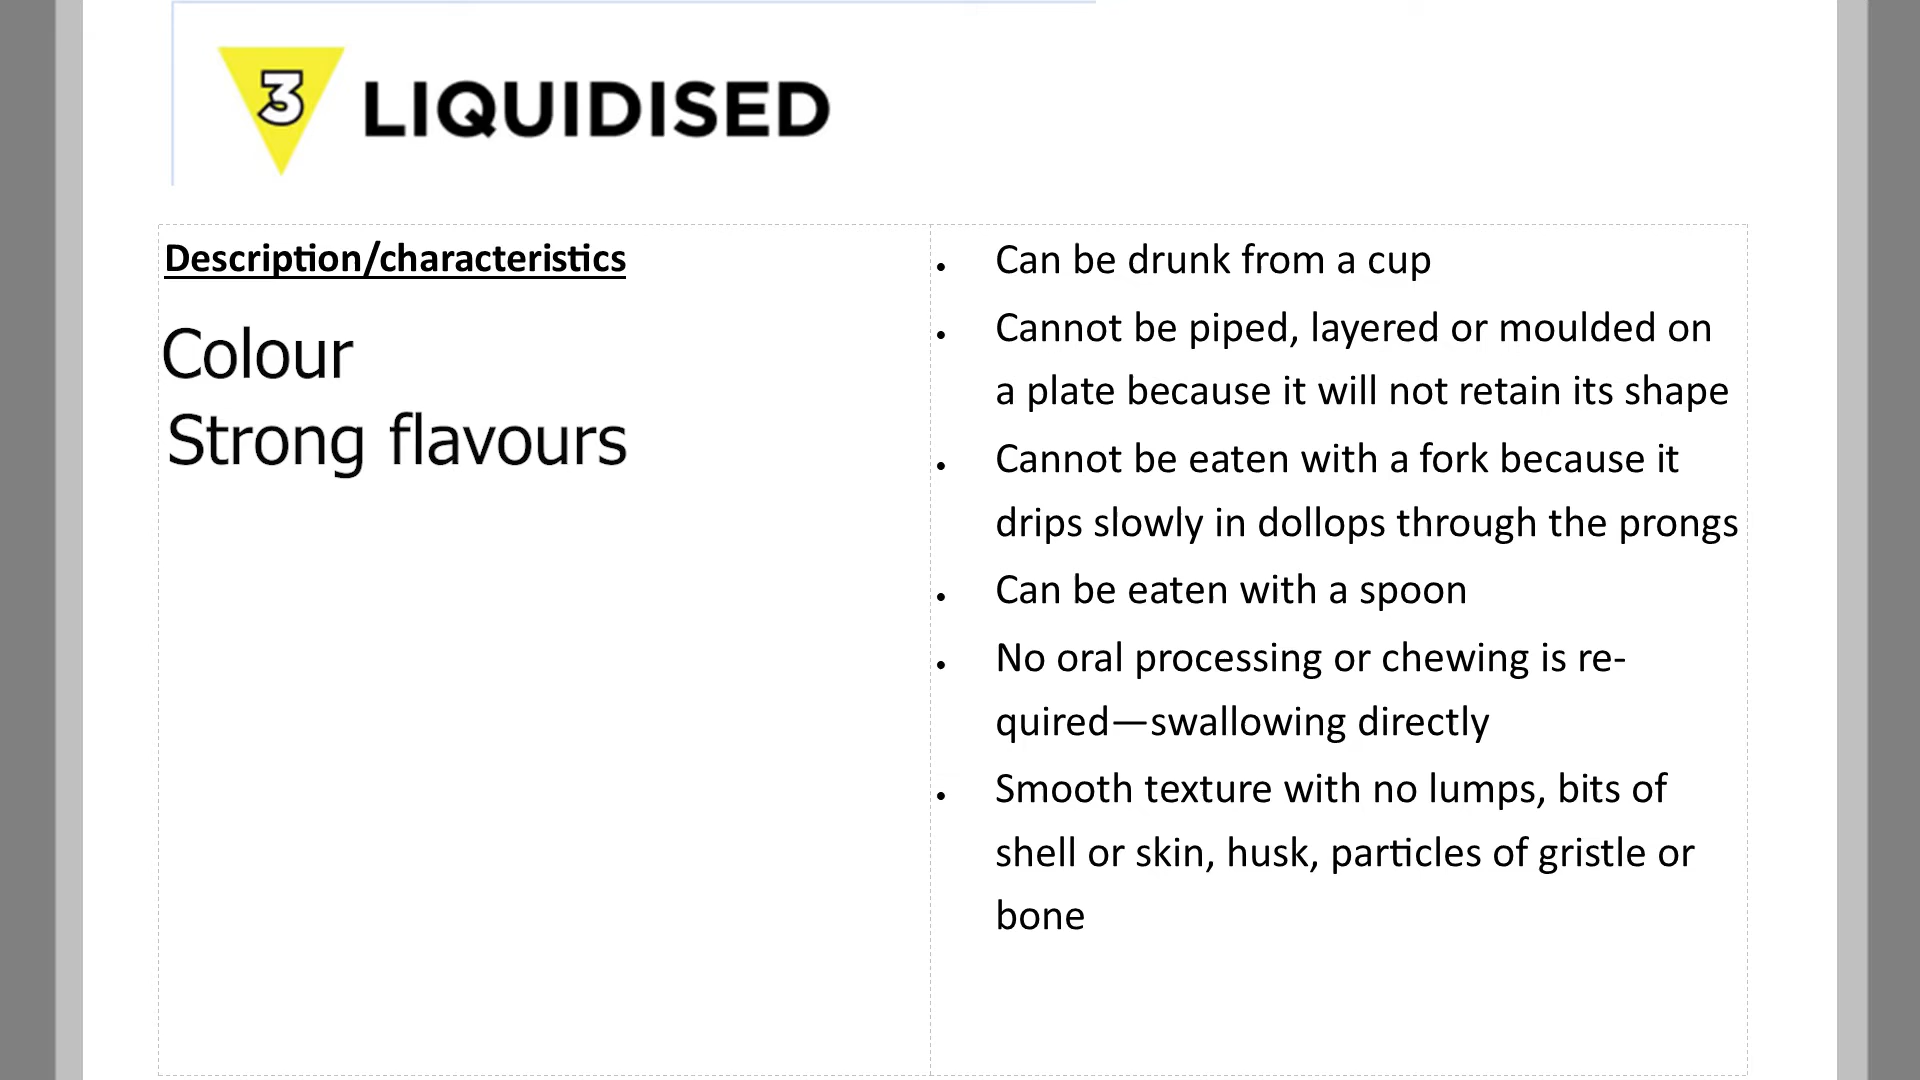 3 LIQUIDISED
Description/characteristics
Colour
Strong flavours
• Can be drunk from a cup
• Cannot be piped, layered or moulded on
a plate because it will not retain its shape
• Cannot be eaten with a fork because it
drips slowly in dollops through the prongs
• Can be eaten with a spoon
• No oral processing or chewing is re-
quired—swallowing directly
• Smooth texture with no lumps, bits of
shell or skin, husk, particles of gristle or
bone